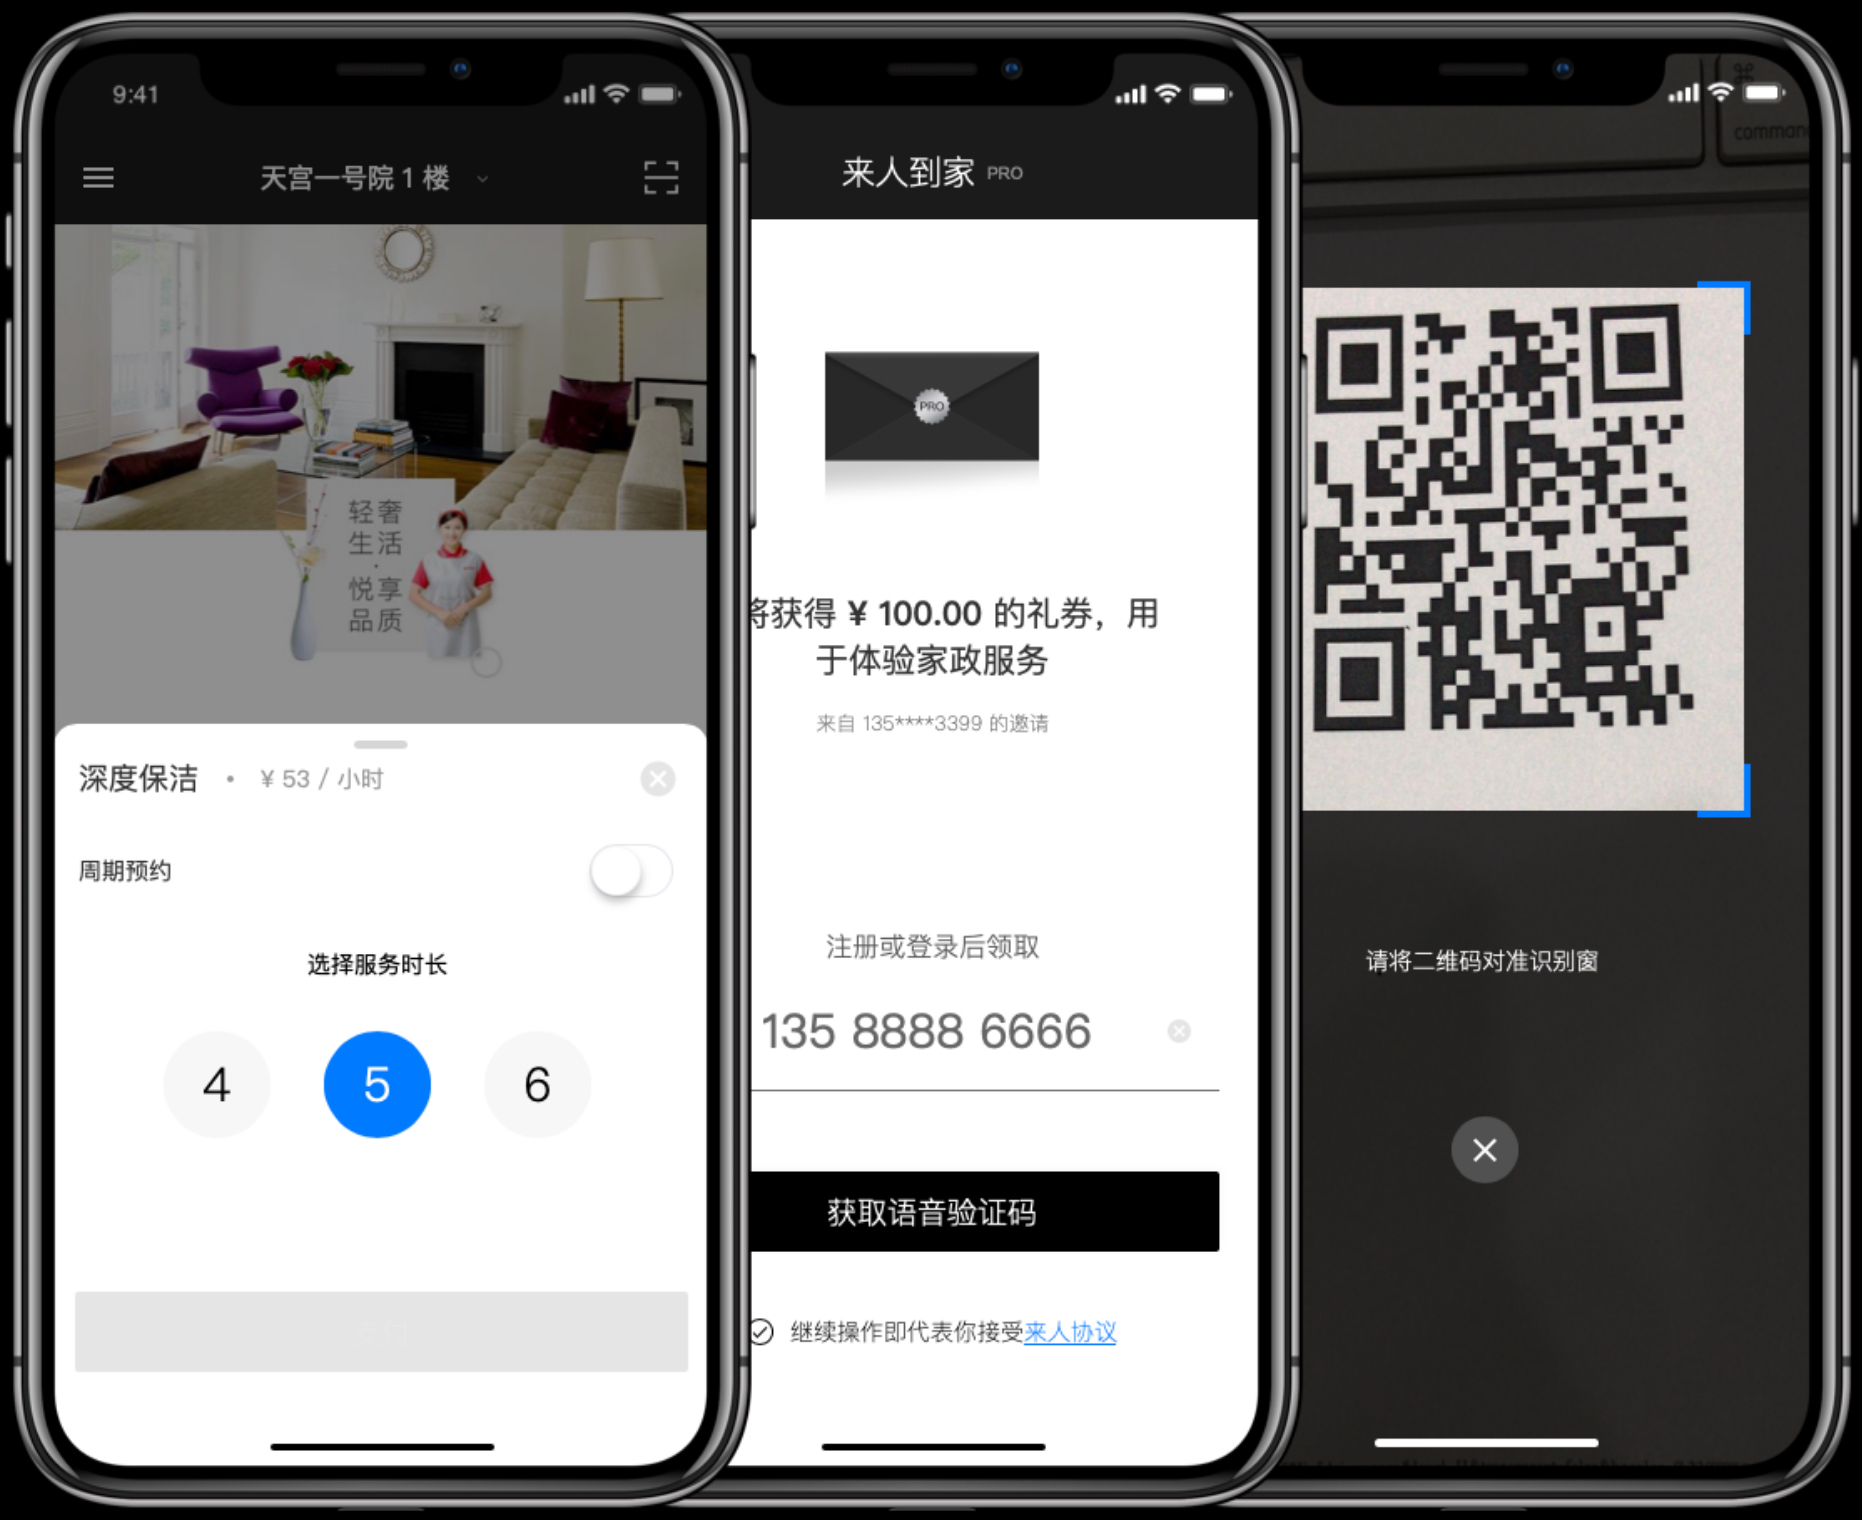 9:41
天宫一号院 1 楼
轻奢
生活
·
悦享
品质
深度保洁 • ¥ 53 / 小时
周期预约
选择服务时长
4 5 6
来人到家 PRO
PRO
将获得 ¥ 100.00 的礼券，用
于体验家政服务
来自 135****3399 的邀请
注册或登录后领取
135 8888 6666
获取语音验证码
继续操作即代表你接受来人协议
⌘
command
请将二维码对准识别窗